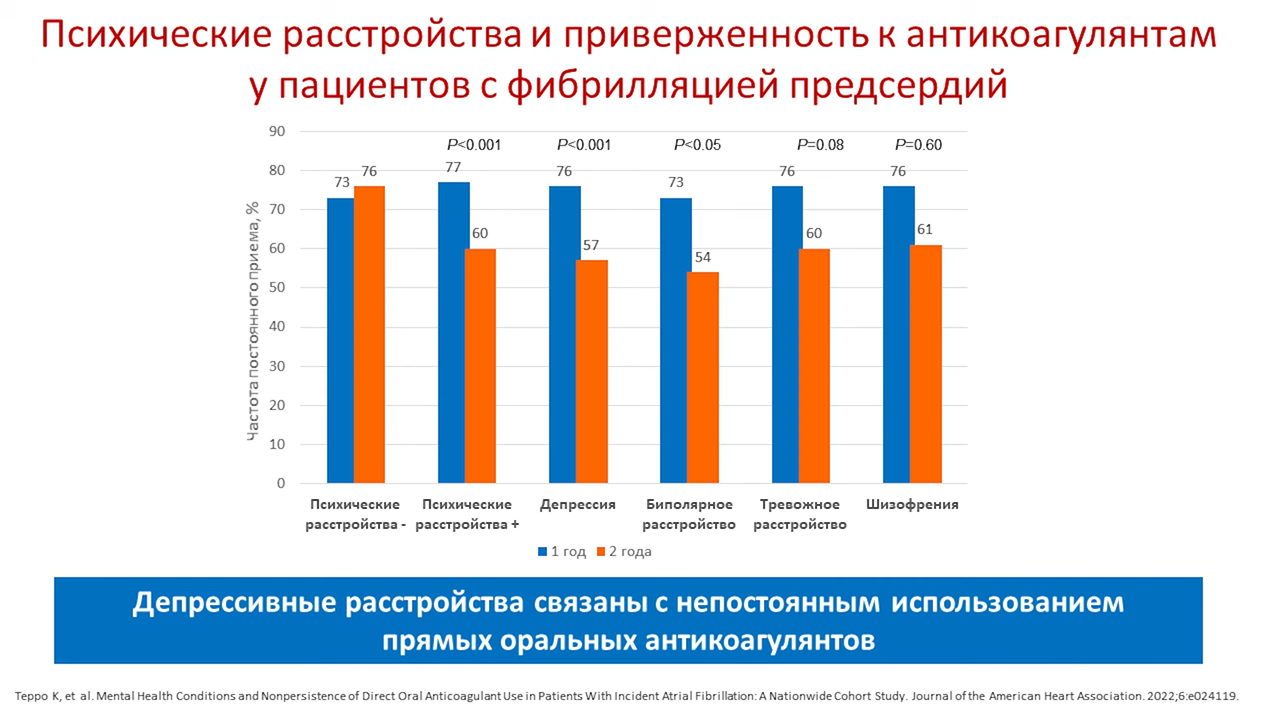 Психические расстройства и приверженность к антикоагулянтам
у пациентов с фибрилляцией предсердий
Частота постоянного приема, %
90
80
70
60
50
40
30
20
10
0
P<0.001
P<0.001
P<0.05
P=0.08
P=0.60
73
76
77
60
76
57
73
54
76
60
76
61
Психические
расстройства -
Психические
расстройства +
Депрессия
Биполярное
расстройство
Тревожное
расстройство
Шизофрения
1 год
2 года
Депрессивные расстройства связаны с непостоянным использованием
прямых оральных антикоагулянтов
Teppo K, et al. Mental Health Conditions and Nonpersistence of Direct Oral Anticoagulant Use in Patients With Incident Atrial Fibrillation: A Nationwide Cohort Study. Journal of the American Heart Association. 2022;6:e024119.